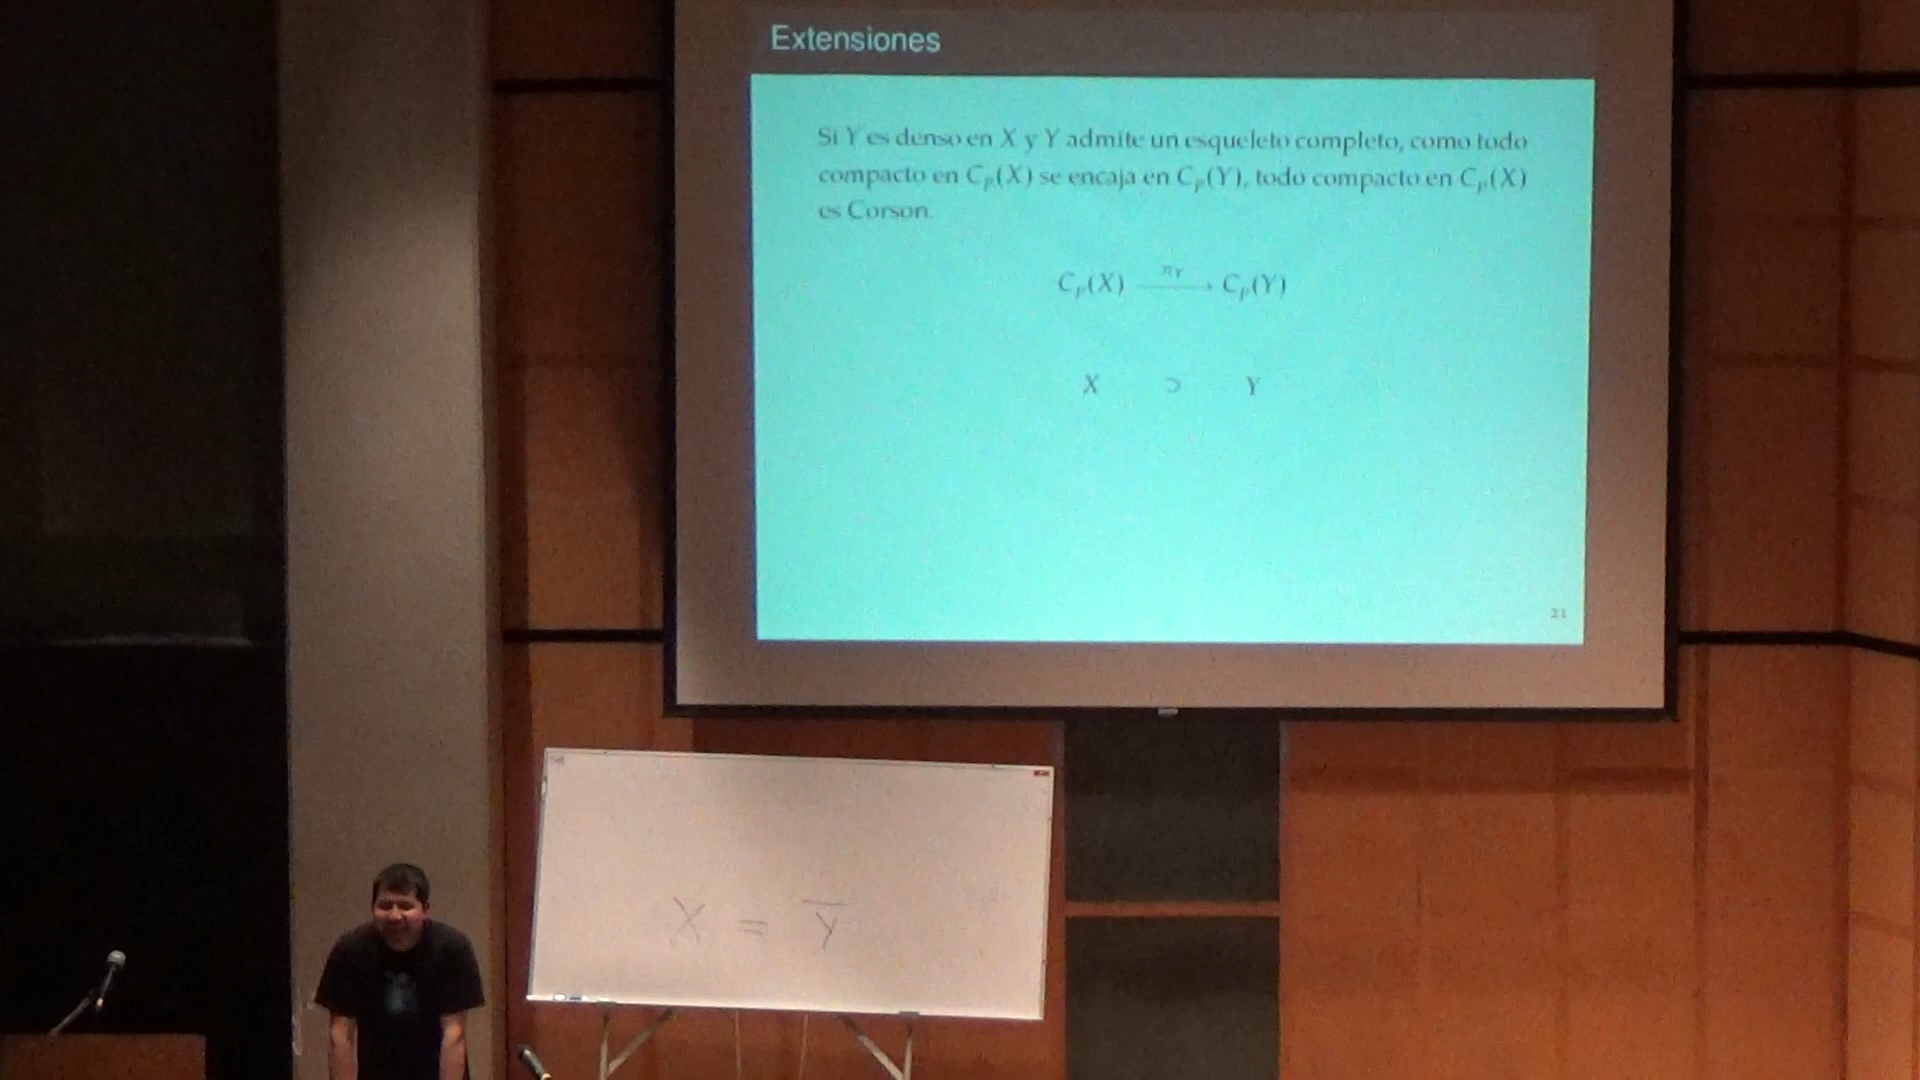 Extensiones
Si Y es denso en X y Y admite un esqueleto completo, como todo
compacto en Cₚ(X) se encaja en Cₚ(Y), todo compacto en Cₚ(X)
es Corson.
Cₚ(X) —π_Y→ Cₚ(Y)
X ⊃ Y
21
X = Y̅